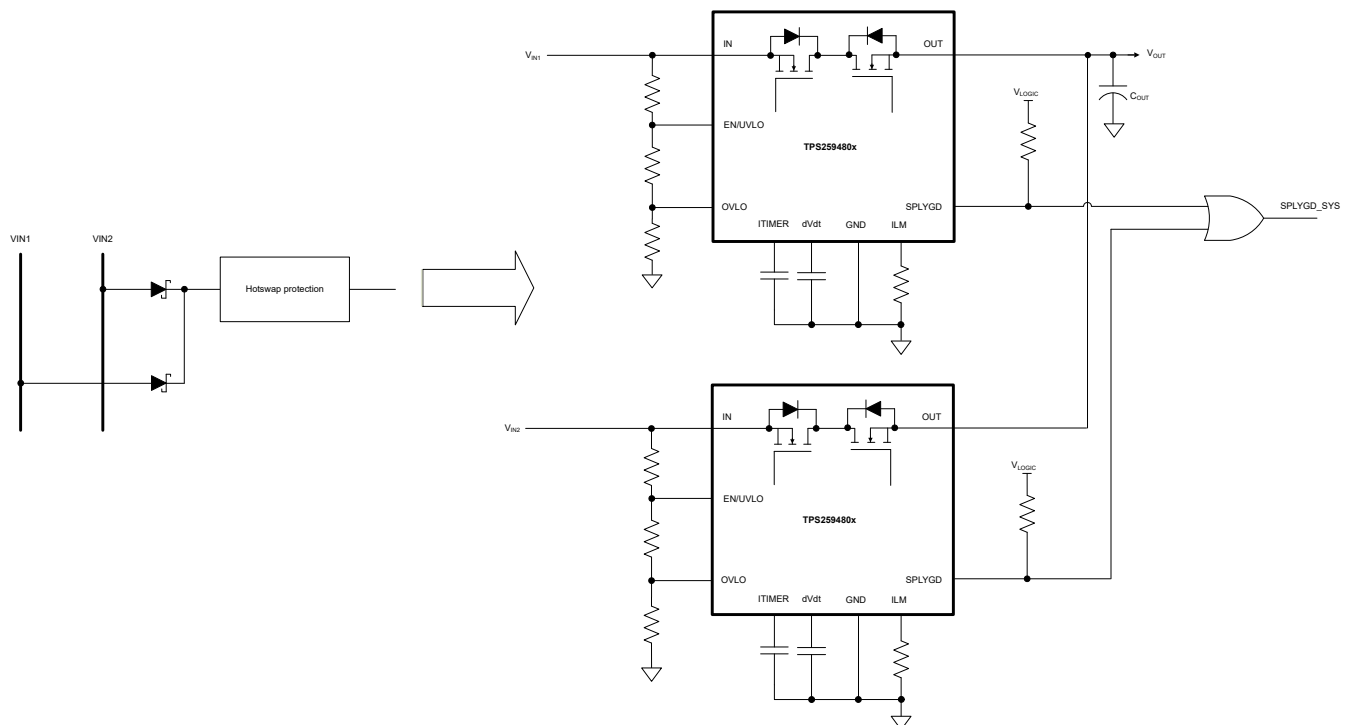 VIN1
VIN2
Hotswap protection
VIN1
IN
OUT
VOUT
COUT
VLOGIC
EN/UVLO
TPS259480x
OVLO
SPLYGD
SPLYGD_SYS
ITIMER
dVdt
GND
ILM
VIN2
IN
OUT
VLOGIC
EN/UVLO
TPS259480x
OVLO
SPLYGD
ITIMER
dVdt
GND
ILM